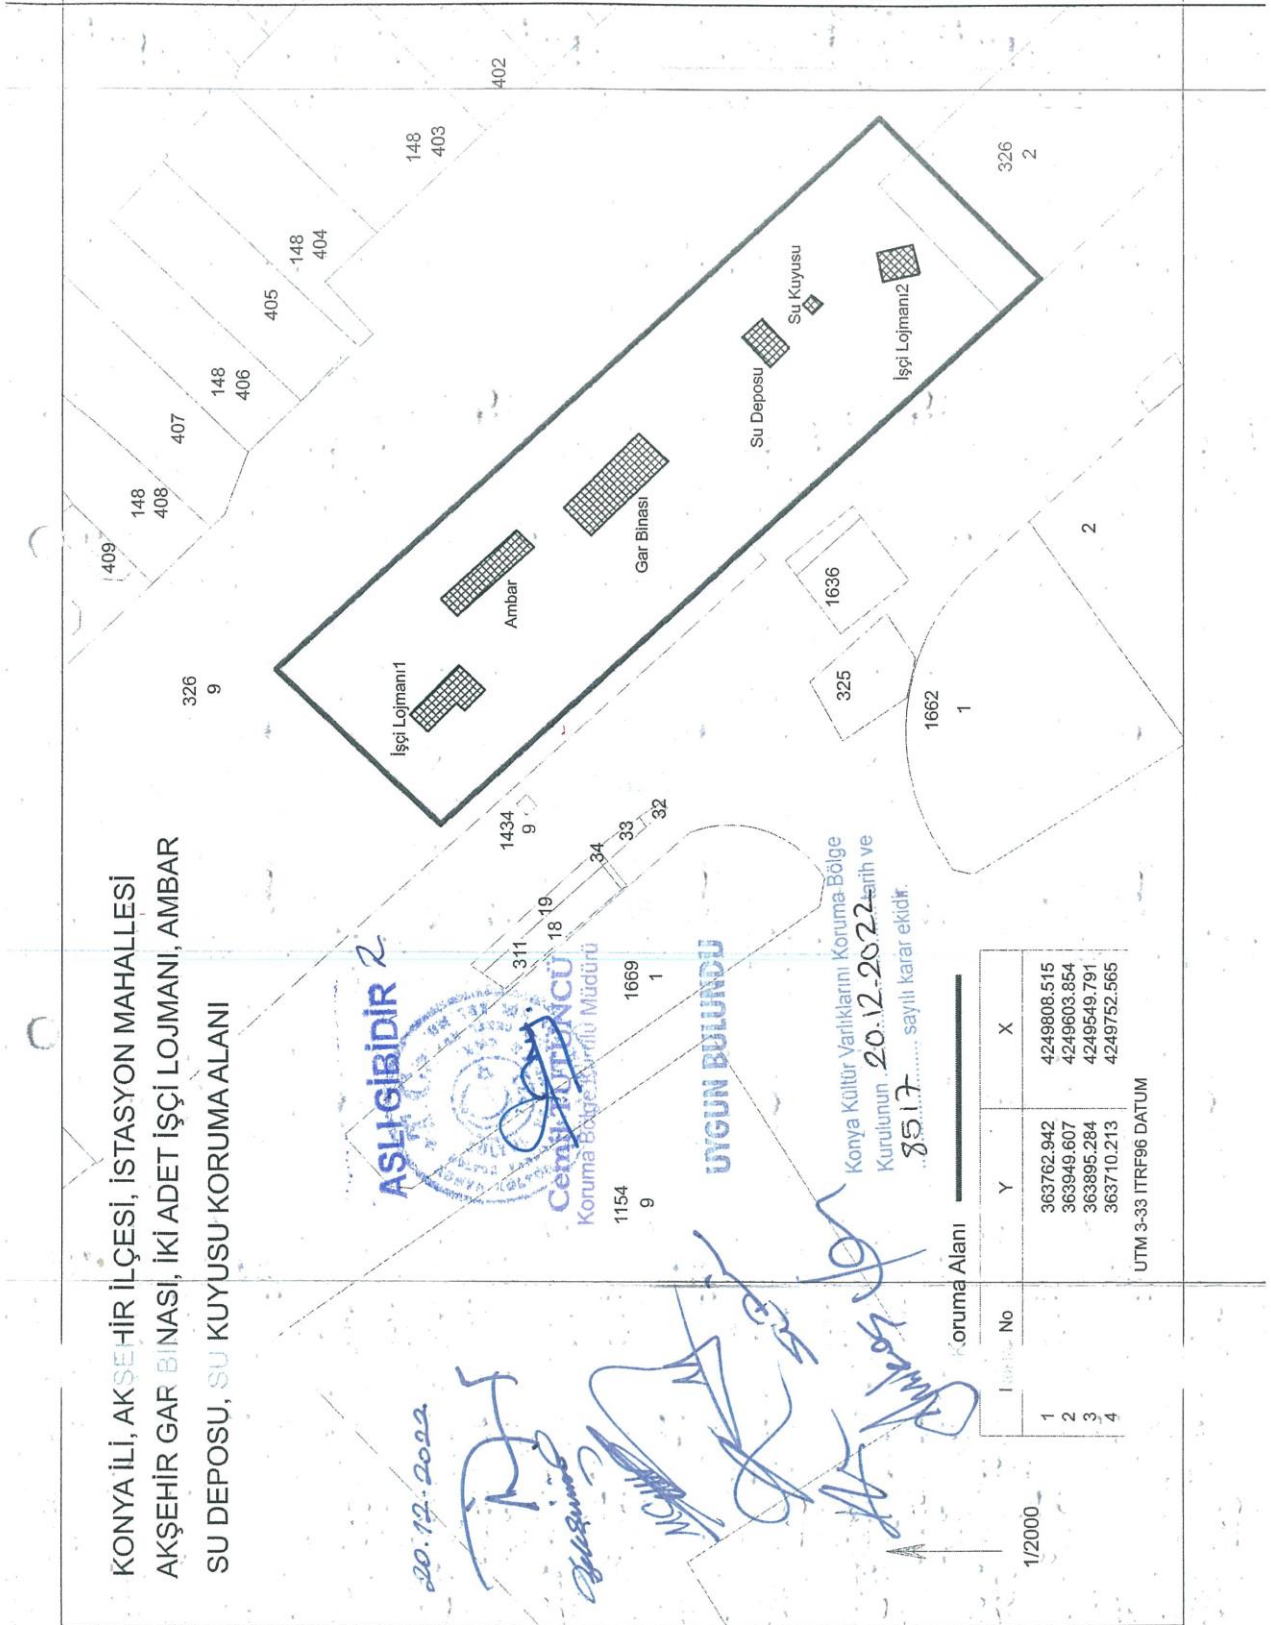 KONYA İLİ, AKŞEHİR İLÇESİ, İSTASYON MAHALLESİ
AKŞEHİR GAR BİNASI, İKİ ADET İŞÇİ LOJMANI, AMBAR
SU DEPOSU, SU KUYUSU KORUMA ALANI
402
148
403
148
404
405
148
406
407
148
408
409
326
9
326
2
İşçi Lojmanı1
Ambar
Gar Binası
Su Deposu
Su Kuyusu
İşçi Lojmanı2
1434
9
311
18
19
34
33
32
1636
325
1662
1
2
1669
1
1154
9
ASLI GİBİDİR
Cemil TÜTÜNCÜ
Koruma Bölge Kurulu Müdürü
UYGUN BULUNDU
Konya Kültür Varlıklarını Koruma Bölge
Kurulunun 20.12.2022 tarih ve
8517 sayılı karar ekidir.
20.12.2022
Koruma Alanı
No Y X
1 363762.942 4249808.515
2 363949.607 4249603.854
3 363895.284 4249549.791
4 363710.213 4249752.565
UTM 3-33 ITRF96 DATUM
1/2000